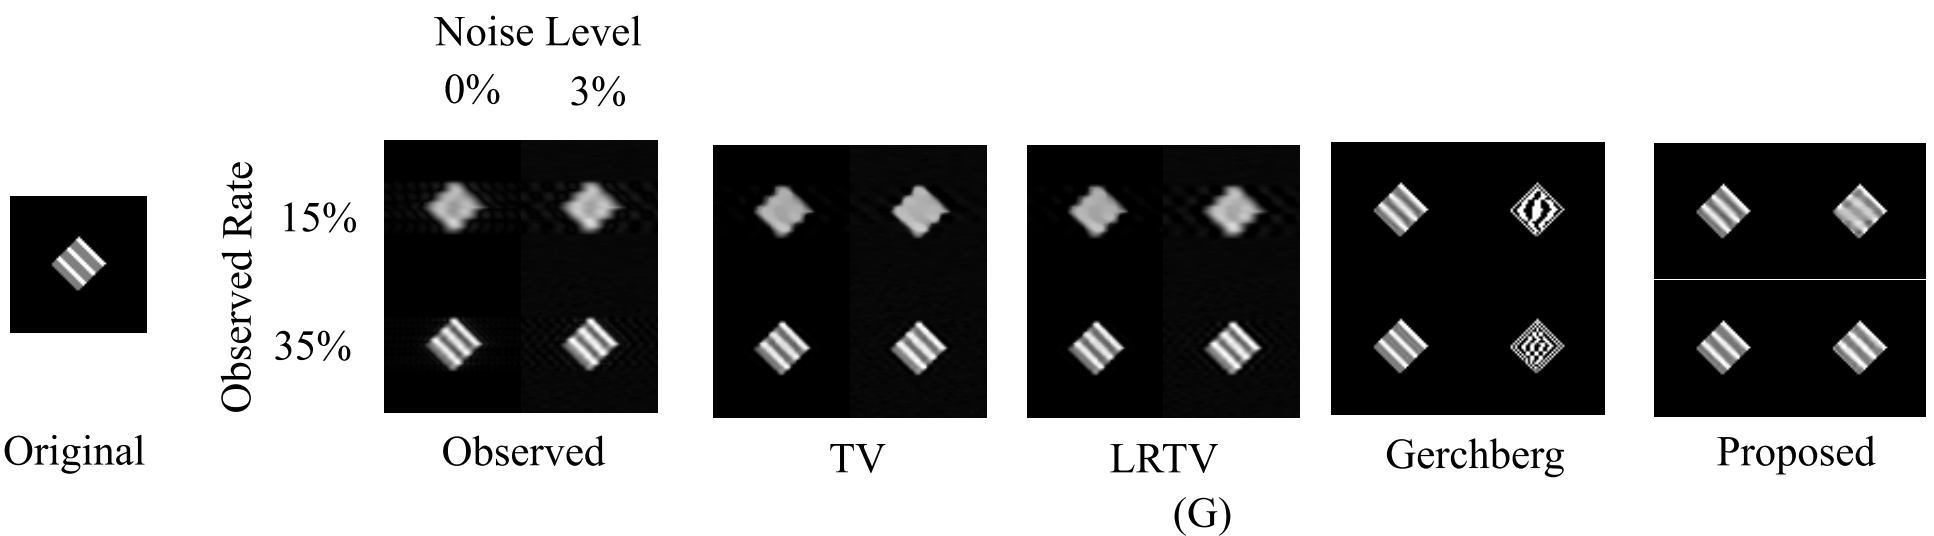 Noise Level
0% 3%
Observed Rate
15%
35%
Original
Observed
TV
LRTV
Gerchberg
Proposed
(G)